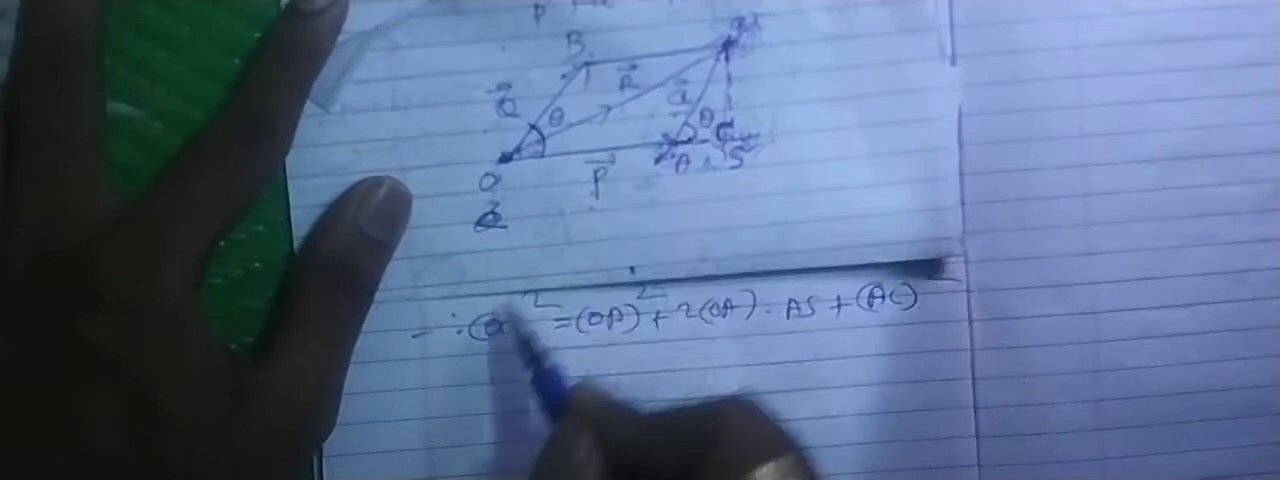 B
R
Q
θ
θ
P
A
S
O
∴ (OC)² = (OA)² + 2(OA) . AS + (AC)